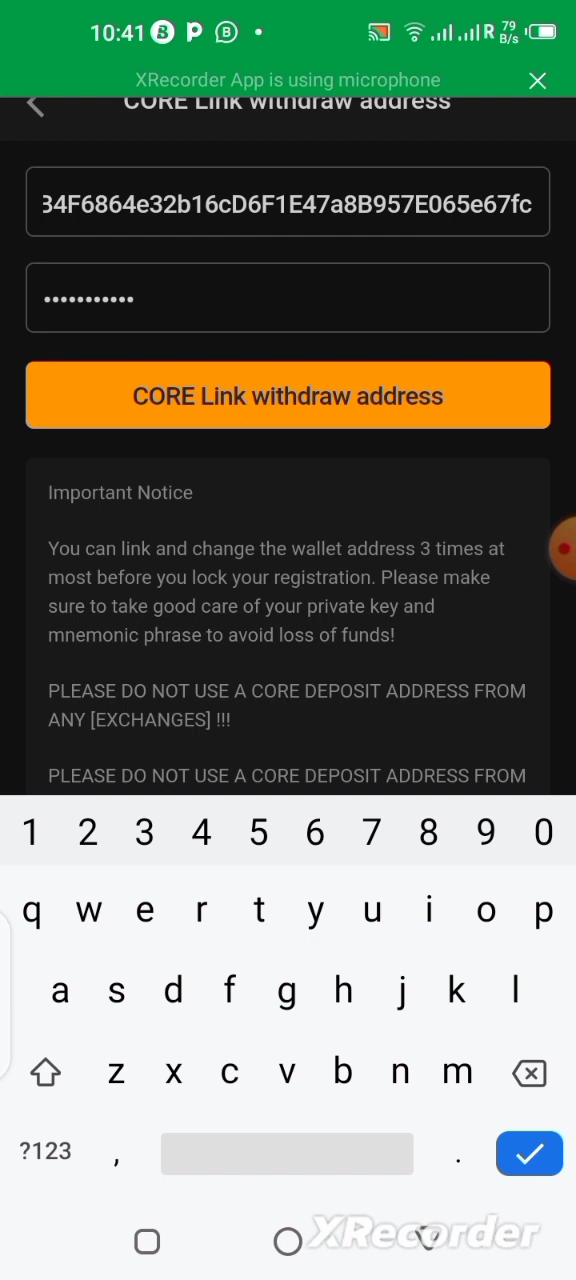 10:41
R 79 B/s
XRecorder App is using microphone
CORE Link withdraw address
34F6864e32b16cD6F1E47a8B957E065e67fc
•••••••••••
CORE Link withdraw address
Important Notice
You can link and change the wallet address 3 times at
most before you lock your registration. Please make
sure to take good care of your private key and
mnemonic phrase to avoid loss of funds!
PLEASE DO NOT USE A CORE DEPOSIT ADDRESS FROM
ANY [EXCHANGES] !!!
PLEASE DO NOT USE A CORE DEPOSIT ADDRESS FROM
1 2 3 4 5 6 7 8 9 0
q w e r t y u i o p
a s d f g h j k l
z x c v b n m
?123 , .
XRecorder